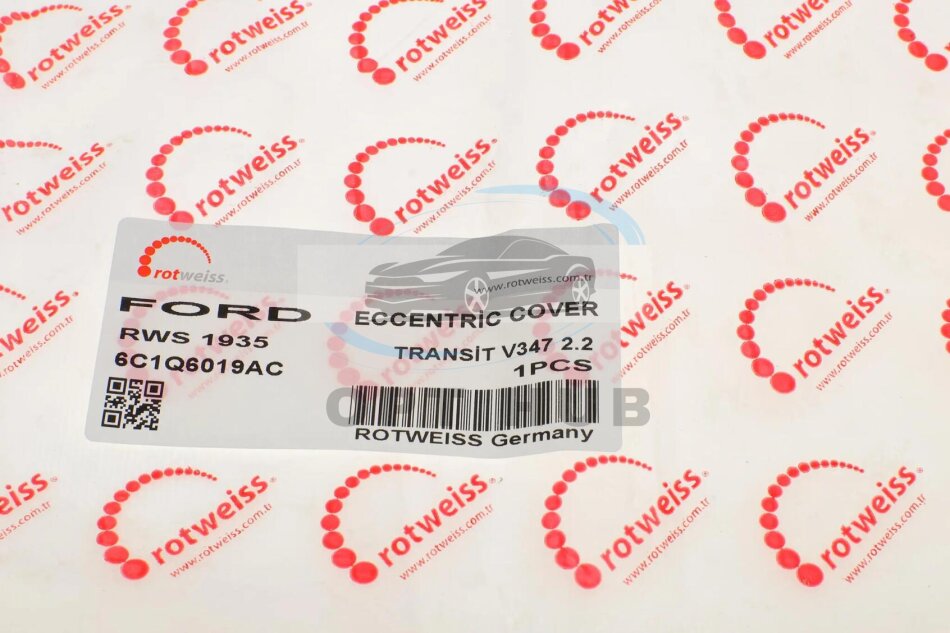 rotweiss.
FORD
RWS 1935
6C1Q6019AC
www.rotweiss.com.tr
ECCENTRİC COVER
TRANSİT V347 2.2
1PCS
ROTWEISS Germany
rotweiss
www.rotweiss.com.tr